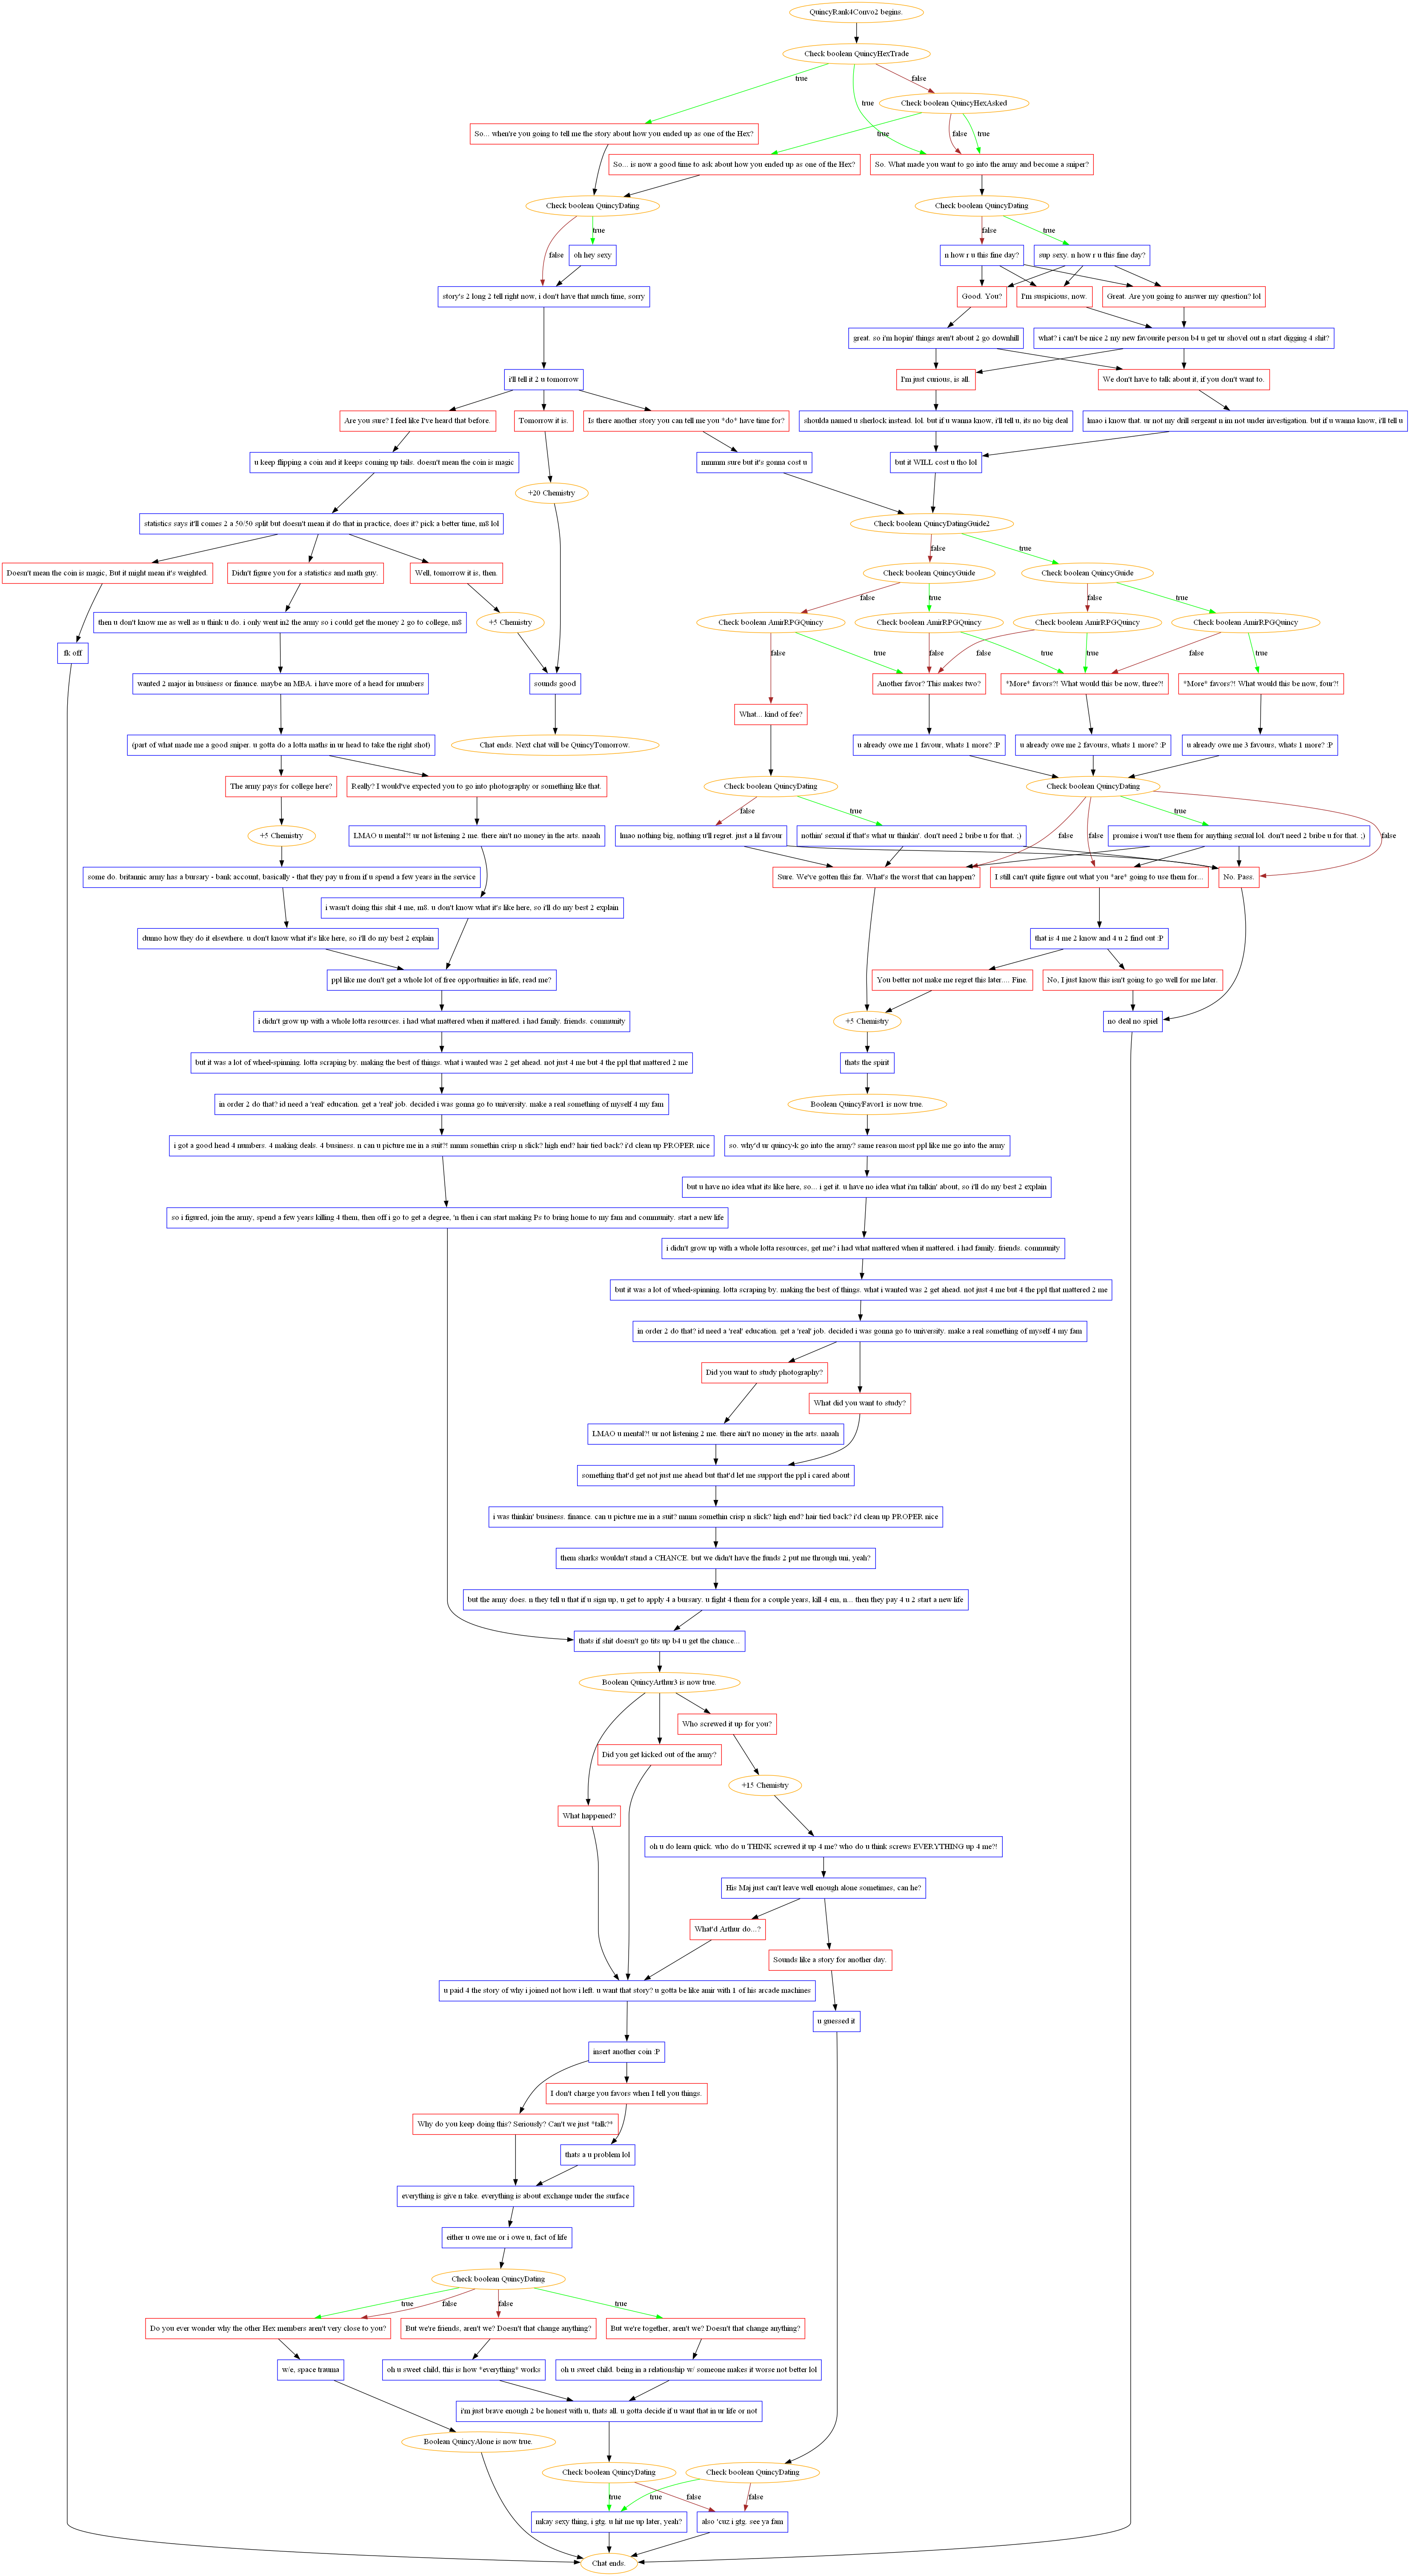 QuincyRank4Convo2 begins.
Check boolean QuincyHexTrade
true
false
Check boolean QuincyHexAsked
true
So... when're you going to tell me the story about how you ended up as one of the Hex?
true
false
true
So... is now a good time to ask about how you ended up as one of the Hex?
So. What made you want to go into the army and become a sniper?
Check boolean QuincyDating
Check boolean QuincyDating
true
false
true
false
oh hey sexy
n how r u this fine day?
sup sexy. n how r u this fine day?
story's 2 long 2 tell right now, i don't have that much time, sorry
Good. You?
I'm suspicious, now.
Great. Are you going to answer my question? lol
great. so i'm hopin' things aren't about 2 go downhill
what? i can't be nice 2 my new favourite person b4 u get ur shovel out n start digging 4 shit?
i'll tell it 2 u tomorrow
I'm just curious, is all.
We don't have to talk about it, if you don't want to.
Are you sure? I feel like I've heard that before.
Tomorrow it is.
Is there another story you can tell me you *do* have time for?
shoulda named u sherlock instead. lol. but if u wanna know, i'll tell u, its no big deal
lmao i know that. ur not my drill sergeant n im not under investigation. but if u wanna know, i'll tell u
u keep flipping a coin and it keeps coming up tails. doesn't mean the coin is magic
mmmm sure but it's gonna cost u
but it WILL cost u tho lol
+20 Chemistry
statistics says it'll comes 2 a 50/50 split but doesn't mean it do that in practice, does it? pick a better time, m8 lol
Check boolean QuincyDatingGuide2
false
true
Doesn't mean the coin is magic, But it might mean it's weighted.
Didn't figure you for a statistics and math guy.
Well, tomorrow it is, then.
Check boolean QuincyGuide
Check boolean QuincyGuide
false
true
false
true
then u don't know me as well as u think u do. i only went in2 the army so i could get the money 2 go to college, m8
+5 Chemistry
Check boolean AmirRPGQuincy
Check boolean AmirRPGQuincy
Check boolean AmirRPGQuincy
Check boolean AmirRPGQuincy
fk off
false
true
false
true
false
true
false
true
wanted 2 major in business or finance. maybe an MBA. i have more of a head for numbers
sounds good
Another favor? This makes two?
*More* favors?! What would this be now, three?!
*More* favors?! What would this be now, four?!
What... kind of fee?
(part of what made me a good sniper. u gotta do a lotta maths in ur head to take the right shot)
Chat ends. Next chat will be QuincyTomorrow.
u already owe me 1 favour, whats 1 more? :P
u already owe me 2 favours, whats 1 more? :P
u already owe me 3 favours, whats 1 more? :P
The army pays for college here?
Really? I would've expected you to go into photography or something like that.
Check boolean QuincyDating
Check boolean QuincyDating
false
true
true
false
false
false
+5 Chemistry
LMAO u mental?! ur not listening 2 me. there ain't no money in the arts. naaah
lmao nothing big, nothing u'll regret. just a lil favour
nothin' sexual if that's what ur thinkin'. don't need 2 bribe u for that. ;)
promise i won't use them for anything sexual lol. don't need 2 bribe u for that. ;)
some do. britannic army has a bursary - bank account, basically - that they pay u from if u spend a few years in the service
Sure. We've gotten this far. What's the worst that can happen?
I still can't quite figure out what you *are* going to use them for...
No. Pass.
i wasn't doing this shit 4 me, m8. u don't know what it's like here, so i'll do my best 2 explain
dunno how they do it elsewhere. u don't know what it's like here, so i'll do my best 2 explain
that is 4 me 2 know and 4 u 2 find out :P
ppl like me don't get a whole lot of free opportunities in life, read me?
You better not make me regret this later.... Fine.
No, I just know this isn't going to go well for me later.
i didn't grow up with a whole lotta resources. i had what mattered when it mattered. i had family. friends. community
+5 Chemistry
no deal no spiel
but it was a lot of wheel-spinning. lotta scraping by. making the best of things. what i wanted was 2 get ahead. not just 4 me but 4 the ppl that mattered 2 me
thats the spirit
in order 2 do that? id need a 'real' education. get a 'real' job. decided i was gonna go to university. make a real something of myself 4 my fam
Boolean QuincyFavor1 is now true.
i got a good head 4 numbers. 4 making deals. 4 business. n can u picture me in a suit?! mmm somethin crisp n slick? high end? hair tied back? i'd clean up PROPER nice
so. why'd ur quincy-k go into the army? same reason most ppl like me go into the army
but u have no idea what its like here, so... i get it. u have no idea what i'm talkin' about, so i'll do my best 2 explain
so i figured, join the army, spend a few years killing 4 them, then off i go to get a degree, 'n then i can start making Ps to bring home to my fam and community. start a new life
i didn't grow up with a whole lotta resources, get me? i had what mattered when it mattered. i had family. friends. community
but it was a lot of wheel-spinning. lotta scraping by. making the best of things. what i wanted was 2 get ahead. not just 4 me but 4 the ppl that mattered 2 me
in order 2 do that? id need a 'real' education. get a 'real' job. decided i was gonna go to university. make a real something of myself 4 my fam
Did you want to study photography?
What did you want to study?
LMAO u mental?! ur not listening 2 me. there ain't no money in the arts. naaah
something that'd get not just me ahead but that'd let me support the ppl i cared about
i was thinkin' business. finance. can u picture me in a suit? mmm somethin crisp n slick? high end? hair tied back? i'd clean up PROPER nice
them sharks wouldn't stand a CHANCE. but we didn't have the funds 2 put me through uni, yeah?
but the army does. n they tell u that if u sign up, u get to apply 4 a bursary. u fight 4 them for a couple years, kill 4 em, n... then they pay 4 u 2 start a new life
thats if shit doesn't go tits up b4 u get the chance...
Boolean QuincyArthur3 is now true.
Who screwed it up for you?
Did you get kicked out of the army?
+15 Chemistry
What happened?
oh u do learn quick. who do u THINK screwed it up 4 me? who do u think screws EVERYTHING up 4 me?!
His Maj just can't leave well enough alone sometimes, can he?
What'd Arthur do...?
Sounds like a story for another day.
u paid 4 the story of why i joined not how i left. u want that story? u gotta be like amir with 1 of his arcade machines
u guessed it
insert another coin :P
I don't charge you favors when I tell you things.
Why do you keep doing this? Seriously? Can't we just *talk?*
thats a u problem lol
everything is give n take. everything is about exchange under the surface
either u owe me or i owe u, fact of life
Check boolean QuincyDating
true
false
false
true
Do you ever wonder why the other Hex members aren't very close to you?
But we're friends, aren't we? Doesn't that change anything?
But we're together, aren't we? Doesn't that change anything?
w/e, space trauma
oh u sweet child, this is how *everything* works
oh u sweet child. being in a relationship w/ someone makes it worse not better lol
i'm just brave enough 2 be honest with u, thats all. u gotta decide if u want that in ur life or not
Boolean QuincyAlone is now true.
Check boolean QuincyDating
Check boolean QuincyDating
true
false
true
false
mkay sexy thing, i gtg. u hit me up later, yeah?
also 'cuz i gtg. see ya fam
Chat ends.